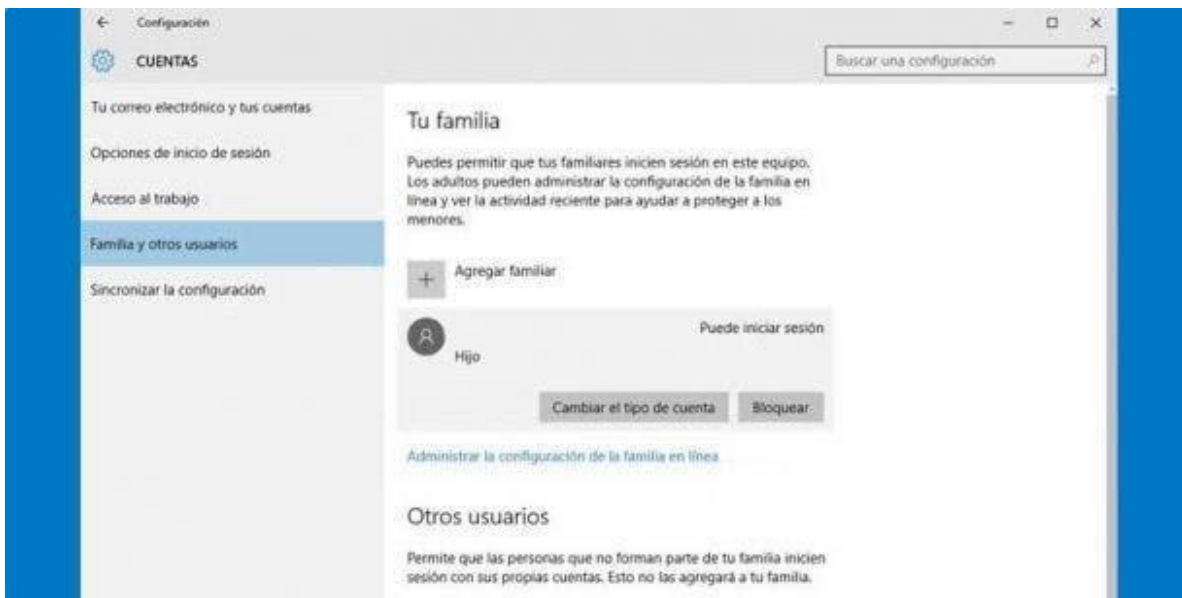 Configuración
CUENTAS
Buscar una configuración
Tu correo electrónico y tus cuentas
Opciones de inicio de sesión
Acceso al trabajo
Familia y otros usuarios
Sincronizar la configuración
Tu familia
Puedes permitir que tus familiares inicien sesión en este equipo.
Los adultos pueden administrar la configuración de la familia en
línea y ver la actividad reciente para ayudar a proteger a los
menores.
Agregar familiar
Puede iniciar sesión
Hijo
Cambiar el tipo de cuenta
Bloquear
Administrar la configuración de la familia en línea
Otros usuarios
Permite que las personas que no forman parte de tu familia inicien
sesión con sus propias cuentas. Esto no las agregará a tu familia.